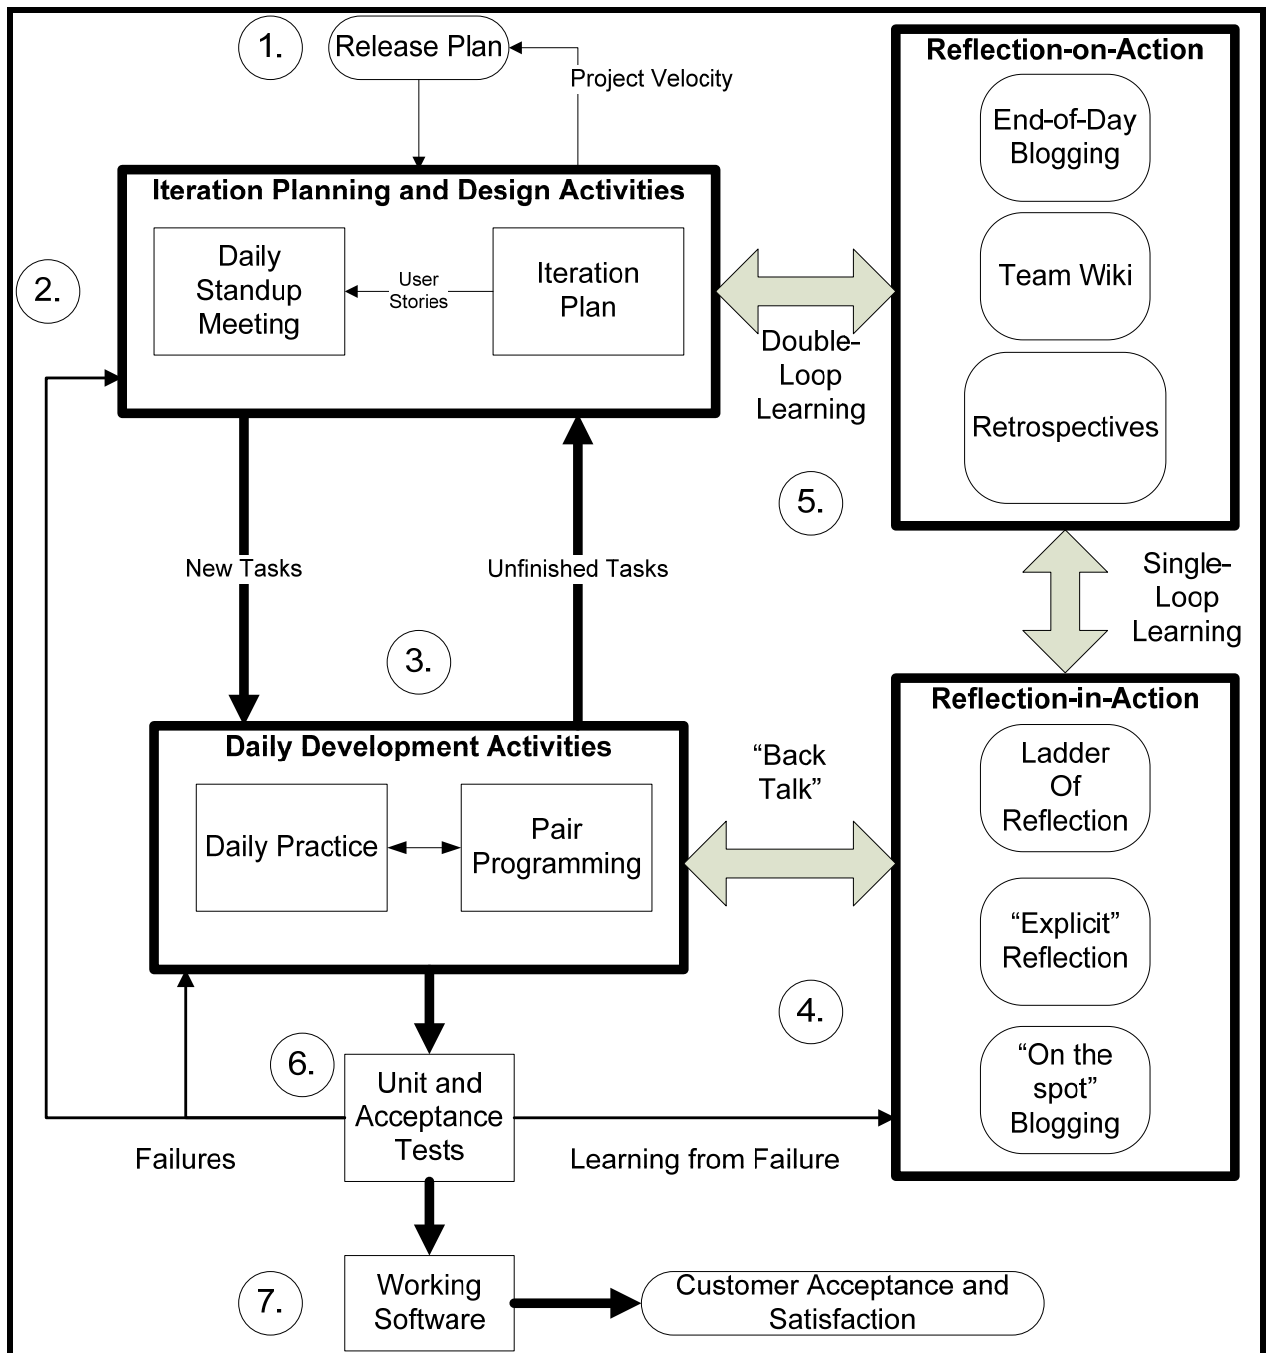 1.
Release Plan
Project Velocity
Iteration Planning and Design Activities
2.
Daily
Standup
Meeting
User
Stories
Iteration
Plan
Double-
Loop
Learning
Reflection-on-Action
End-of-Day
Blogging
Team Wiki
Retrospectives
5.
New Tasks
Unfinished Tasks
Single-
Loop
Learning
3.
Daily Development Activities
Daily Practice
Pair
Programming
“Back
Talk”
4.
Reflection-in-Action
Ladder
Of
Reflection
“Explicit”
Reflection
“On the
spot”
Blogging
6.
Unit and
Acceptance
Tests
Failures
Learning from Failure
7.
Working
Software
Customer Acceptance and
Satisfaction